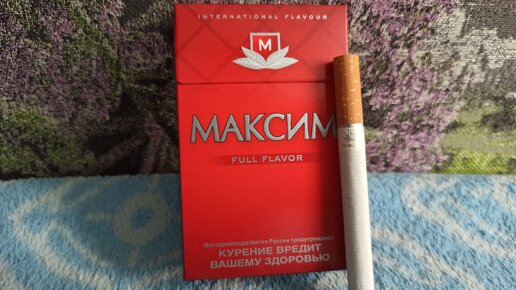 INTERNATIONAL FLAVOUR
M
МАКСИМ
FULL FLAVOR
Минздравсоцразвития России предупреждает:
КУРЕНИЕ ВРЕДИТ
ВАШЕМУ ЗДОРОВЬЮ